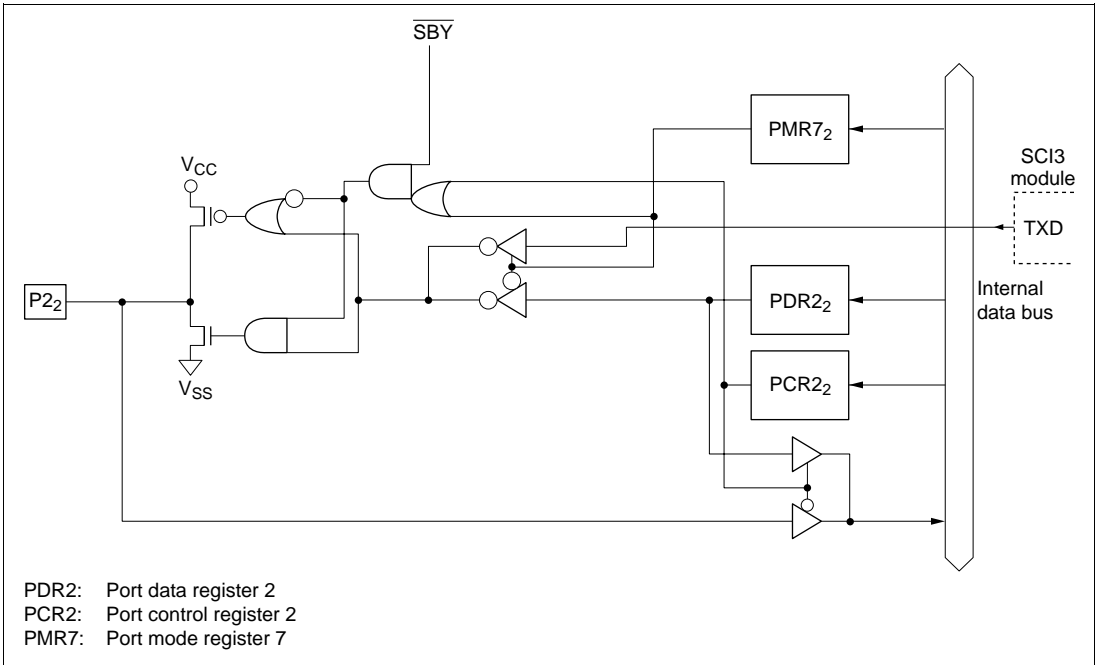 SBY
PMR7₂
SCI3
module
V_CC
TXD
P2₂
PDR2₂
Internal
data bus
V_SS
PCR2₂
PDR2: Port data register 2
PCR2: Port control register 2
PMR7: Port mode register 7